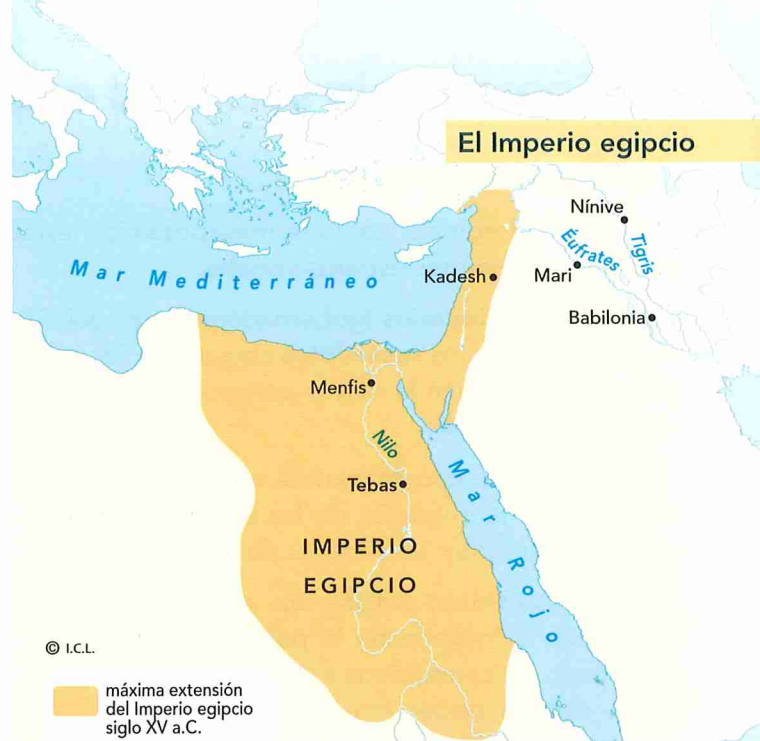 El Imperio egipcio
Nínive
Éufrates
Tigris
Mar Mediterráneo
Kadesh
Mari
Babilonia
Menfis
Nilo
Mar Rojo
Tebas
IMPERIO
EGIPCIO
© I.C.L.
máxima extensión
del Imperio egipcio
siglo XV a.C.